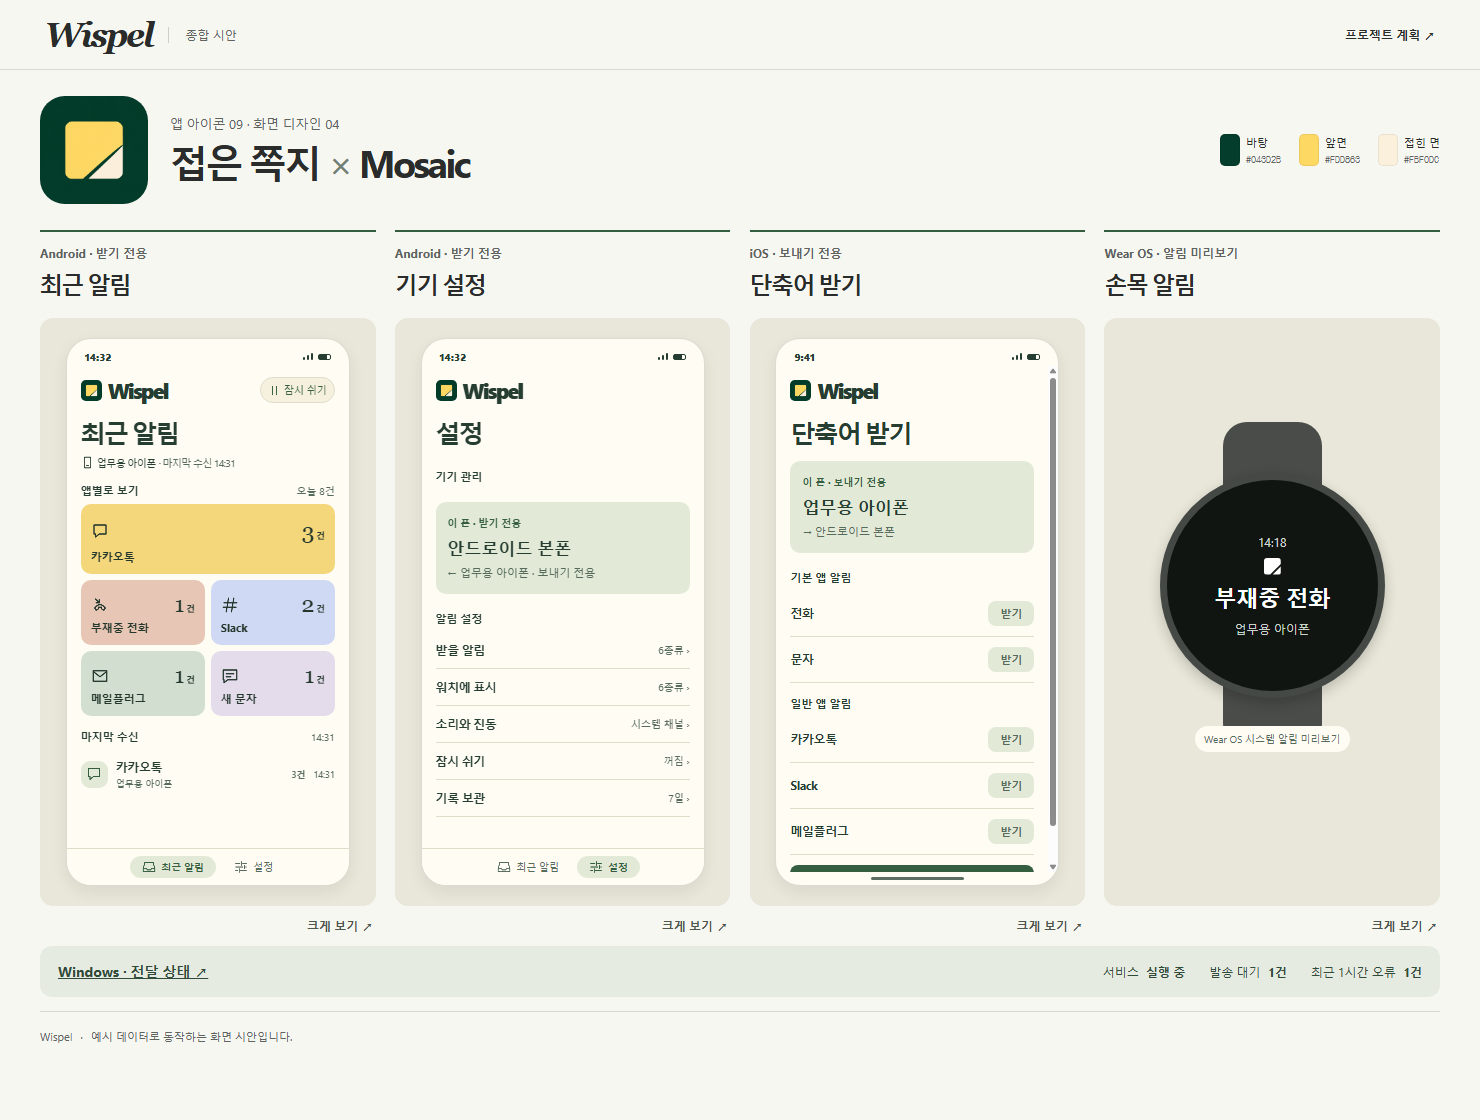 Wispel 종합 시안
프로젝트 계획 ↗
앱 아이콘 09 · 화면 디자인 04
접은 쪽지 × Mosaic
바탕
#043D2B
앞면
접힌 면
Android · 받기 전용
최근 알림
14:32
Wispel
잠시 쉬기
최근 알림
업무용 아이폰 · 마지막 수신 14:31
앱별로 보기 오늘 8건
카카오톡 3건
부재중 전화 1건
Slack 2건
메일플러그 1건
새 문자 1건
마지막 수신 14:31
카카오톡 3건 14:31
업무용 아이폰
최근 알림 설정
크게 보기 ↗
Android · 받기 전용
기기 설정
14:32
Wispel
설정
기기 관리
이 폰 · 받기 전용
안드로이드 본폰
← 업무용 아이폰 · 보내기 전용
알림 설정
받을 알림 6종류 ›
워치에 표시 6종류 ›
소리와 진동 시스템 채널 ›
잠시 쉬기 꺼짐 ›
기록 보관 7일 ›
최근 알림 설정
크게 보기 ↗
iOS · 보내기 전용
단축어 받기
9:41
Wispel
단축어 받기
이 폰 · 보내기 전용
업무용 아이폰
→ 안드로이드 본폰
기본 앱 알림
전화 받기
문자 받기
일반 앱 알림
카카오톡 받기
Slack 받기
메일플러그 받기
크게 보기 ↗
Wear OS · 알림 미리보기
손목 알림
14:18
부재중 전화
업무용 아이폰
Wear OS 시스템 알림 미리보기
크게 보기 ↗
Windows · 전달 상태 ↗
서비스 실행 중 발송 대기 1건 최근 1시간 오류 1건
Wispel · 예시 데이터로 동작하는 화면 시안입니다.